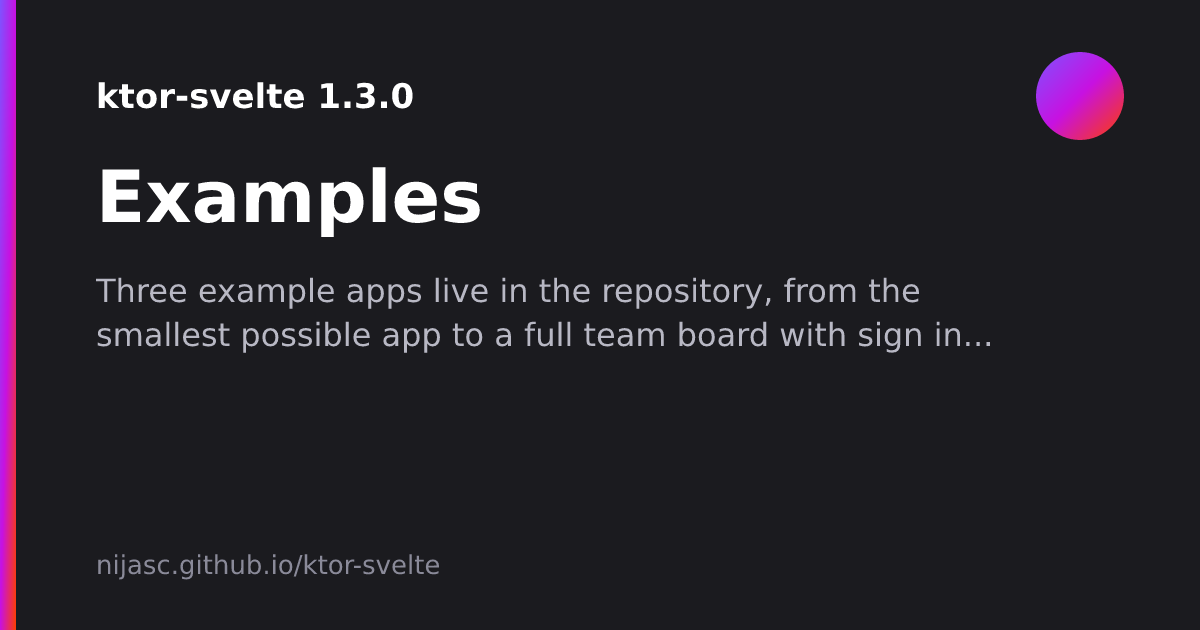 ktor-svelte 1.3.0
Examples
Three example apps live in the repository, from the
smallest possible app to a full team board with sign in...
nijasc.github.io/ktor-svelte